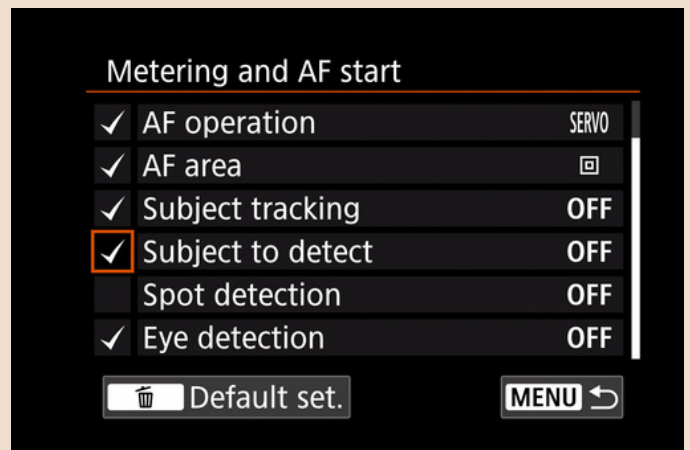 Metering and AF start
AF operation SERVO
AF area
Subject tracking OFF
Subject to detect OFF
Spot detection OFF
Eye detection OFF
Default set. MENU